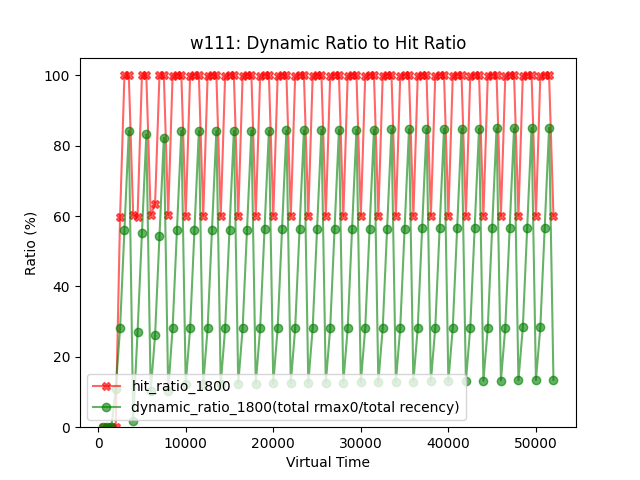 w111: Dynamic Ratio to Hit Ratio
Ratio (%)
100
80
60
40
20
0
hit_ratio_1800
dynamic_ratio_1800(total rmax0/total recency)
0 10000 20000 30000 40000 50000
Virtual Time